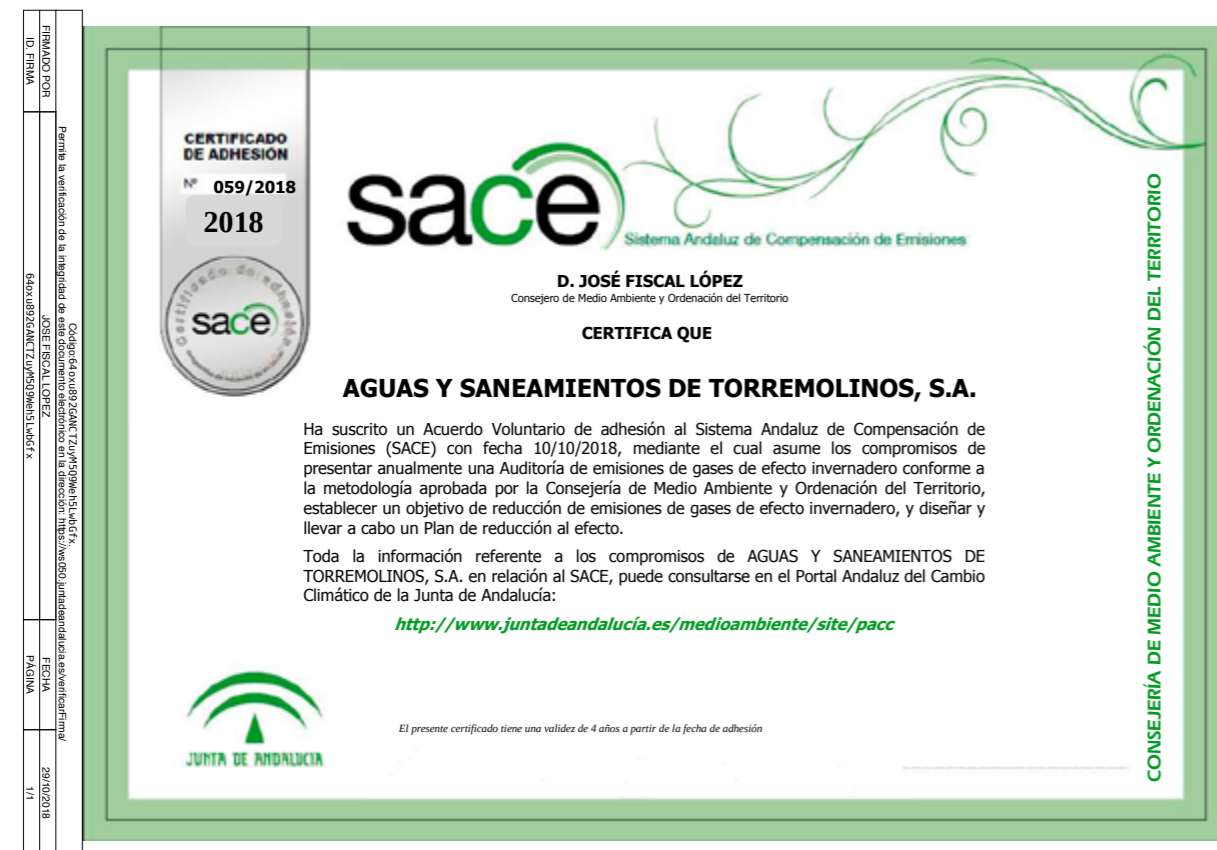 CERTIFICADO
DE ADHESIÓN
Nº 059/2018
2018
Certificado de adhesión
sace
sace
Sistema Andaluz de Compensación de Emisiones
D. JOSÉ FISCAL LÓPEZ
Consejero de Medio Ambiente y Ordenación del Territorio
CERTIFICA QUE
AGUAS Y SANEAMIENTOS DE TORREMOLINOS, S.A.
Ha suscrito un Acuerdo Voluntario de adhesión al Sistema Andaluz de Compensación de
Emisiones (SACE) con fecha 10/10/2018, mediante el cual asume los compromisos de
presentar anualmente una Auditoría de emisiones de gases de efecto invernadero conforme a
la metodología aprobada por la Consejería de Medio Ambiente y Ordenación del Territorio,
establecer un objetivo de reducción de emisiones de gases de efecto invernadero, y diseñar y
llevar a cabo un Plan de reducción al efecto.
Toda la información referente a los compromisos de AGUAS Y SANEAMIENTOS DE
TORREMOLINOS, S.A. en relación al SACE, puede consultarse en el Portal Andaluz del Cambio
Climático de la Junta de Andalucía:
http://www.juntadeandalucía.es/medioambiente/site/pacc
El presente certificado tiene una validez de 4 años a partir de la fecha de adhesión
JUNTA DE ANDALUCIA
CONSEJERÍA DE MEDIO AMBIENTE Y ORDENACIÓN DEL TERRITORIO
Código:64oxu892GANCTZuyM5Q9Weh5LwbGfx.
Permite la verificación de la integridad de este documento electrónico en la dirección: https://ws050.juntadeandalucia.es/verificarFirma/
FIRMADO POR JOSE FISCAL LOPEZ FECHA 29/10/2018
ID. FIRMA 64oxu892GANCTZuyM5Q9Weh5LwbGfx PÁGINA 1/1